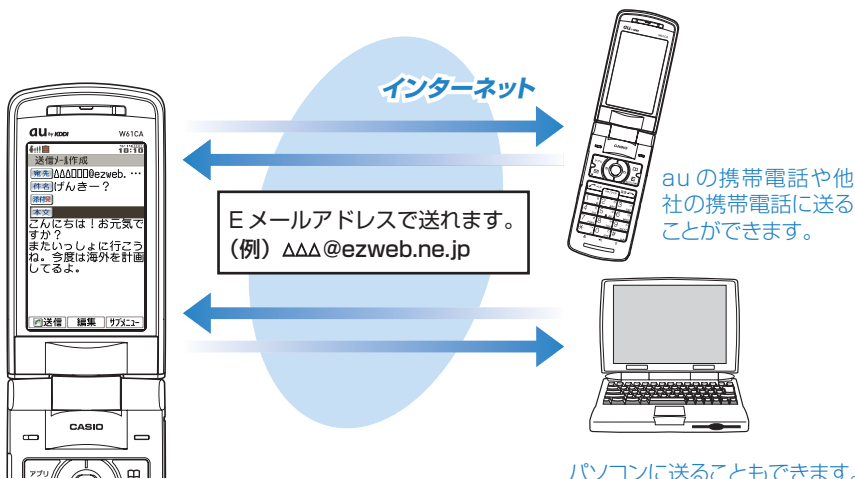 インターネット
au by KDDI W61CA
10:10
送信メール作成
宛先 △△△□□□@ezweb. …
件名 げんきー？
添付
本文
こんにちは！お元気で
すか？
またいっしょに行こう
ね。今度は海外を計画
してるよ。
送信 編集 サブメニュー
CASIO
アプリ
Eメールアドレスで送れます。
（例）△△△@ezweb.ne.jp
au
CASIO
auの携帯電話や他
社の携帯電話に送る
ことができます。
パソコンに送ることもできます。